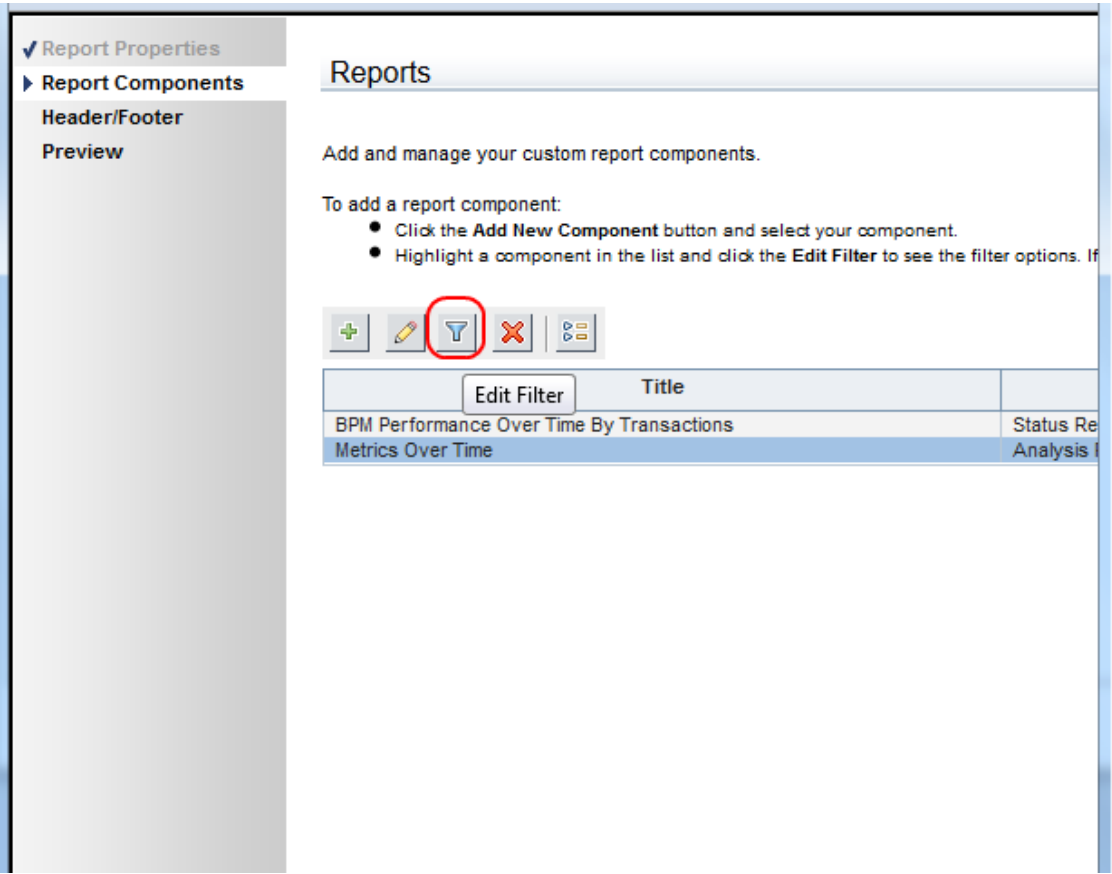 Report Properties
Report Components
Header/Footer
Preview
Reports
Add and manage your custom report components.
To add a report component:
Click the Add New Component button and select your component.
Highlight a component in the list and click the Edit Filter to see the filter options. If
Title
Edit Filter
BPM Performance Over Time By Transactions Status Re
Metrics Over Time Analysis